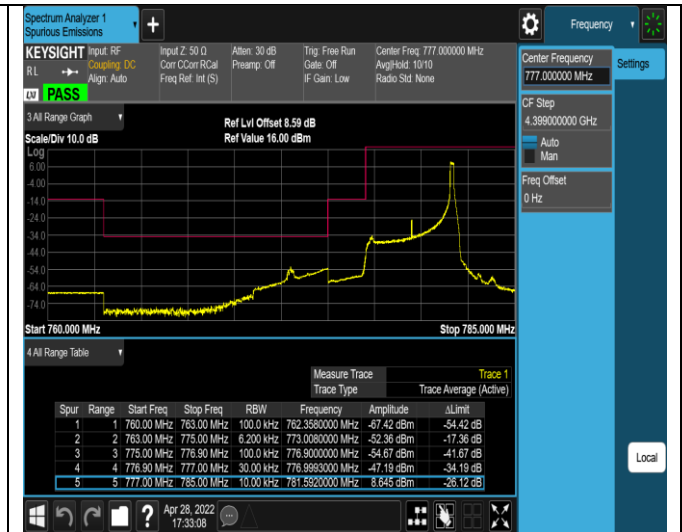 Spectrum Analyzer 1
Spurious Emissions
+
Frequency
KEYSIGHT
Input: RF
Coupling: DC
Align: Auto
Input Z: 50 Ω
Corr CCorr RCal
Freq Ref: Int (S)
Atten: 30 dB
Preamp: Off
Trig: Free Run
Gate: Off
IF Gain: Low
Center Freq: 777.000000 MHz
Avg|Hold: 10/10
Radio Std: None
RL
LXI PASS
Center Frequency
777.000000 MHz
Settings
CF Step
4.399000000 GHz
Auto
Man
Freq Offset
0 Hz
Local
3 All Range Graph
Ref Lvl Offset 8.59 dB
Scale/Div 10.0 dB
Ref Value 16.00 dBm
Log
6.00
-4.00
-14.0
-24.0
-34.0
-44.0
-54.0
-64.0
-74.0
Start 760.000 MHz
Stop 785.000 MHz
4 All Range Table
Measure Trace Trace 1
Trace Type Trace Average (Active)
Spur Range Start Freq Stop Freq RBW Frequency Amplitude ΔLimit
1 1 760.00 MHz 763.00 MHz 100.0 kHz 762.3580000 MHz -67.42 dBm -54.42 dB
2 2 763.00 MHz 775.00 MHz 6.200 kHz 773.0080000 MHz -52.36 dBm -17.36 dB
3 3 775.00 MHz 776.90 MHz 100.0 kHz 776.9000000 MHz -54.67 dBm -41.67 dB
4 4 776.90 MHz 777.00 MHz 30.00 kHz 776.9993000 MHz -47.19 dBm -34.19 dB
5 5 777.00 MHz 785.00 MHz 10.00 kHz 781.5920000 MHz 8.645 dBm -26.12 dB
?
Apr 28, 2022
17:33:08